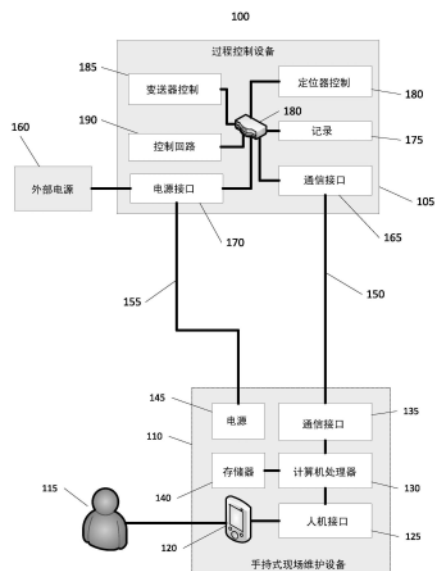 100
过程控制设备
185
变送器控制
180
定位器控制
180
190
控制回路
记录
175
160
外部电源
电源接口
通信接口
105
170
165
155
150
145
电源
通信接口
135
110
存储器
计算机处理器
140
130
115
120
人机接口
125
手持式现场维护设备